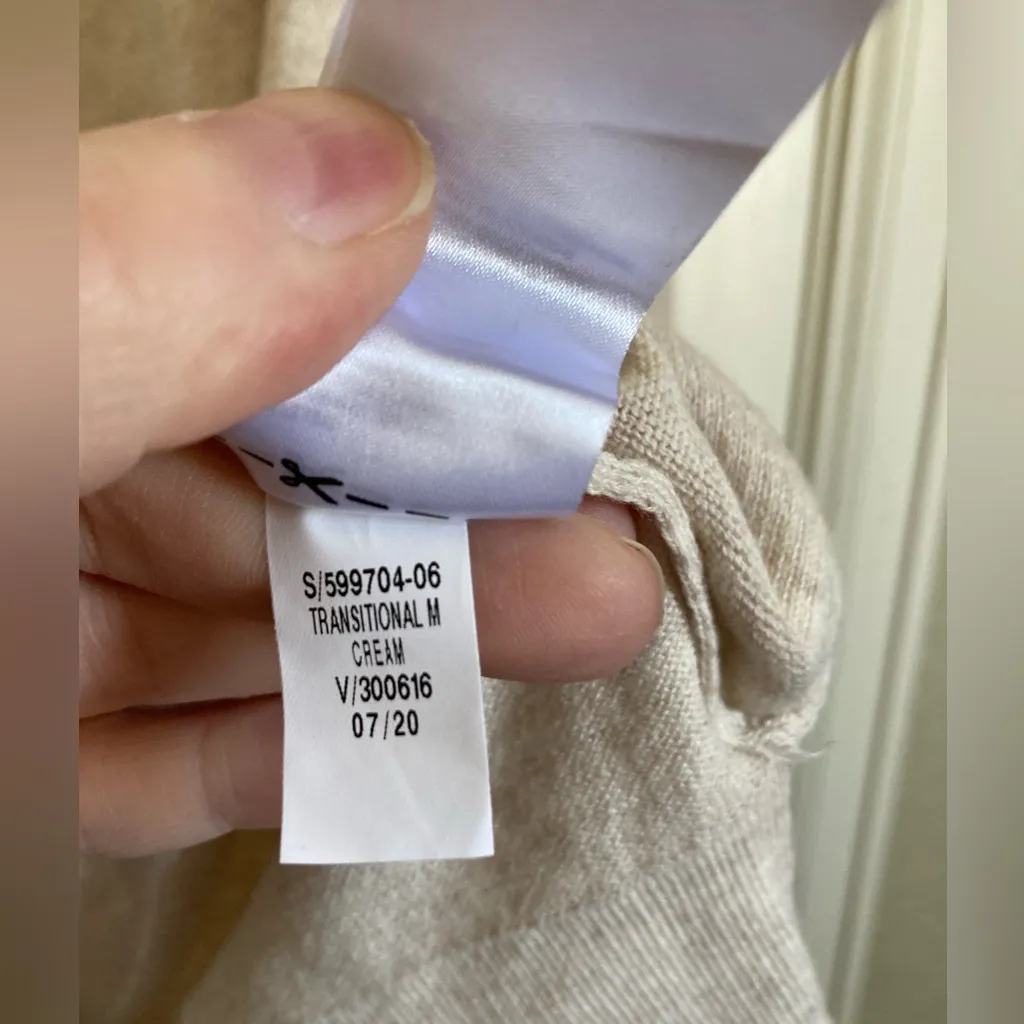 S/599704-06
TRANSITIONAL M
CREAM
V/300616
07/20